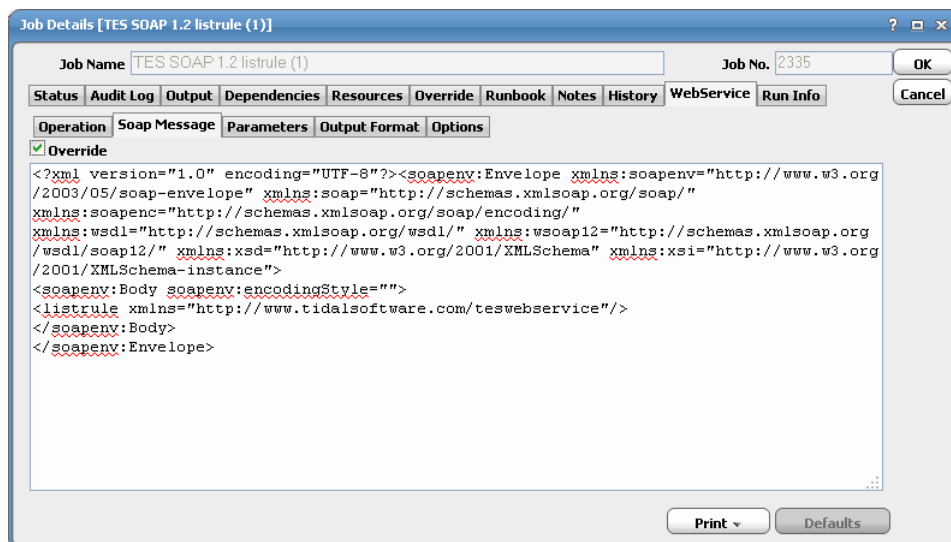 Job Details [TES SOAP 1.2 listrule (1)]
Job Name TES SOAP 1.2 listrule (1) Job No. 2335 OK
Status Audit Log Output Dependencies Resources Override Runbook Notes History WebService Run Info Cancel
Operation Soap Message Parameters Output Format Options
Override
<?xml version="1.0" encoding="UTF-8"?><soapenv:Envelope xmlns:soapenv="http://www.w3.org
/2003/05/soap-envelope" xmlns:soap="http://schemas.xmlsoap.org/soap/"
xmlns:soapenc="http://schemas.xmlsoap.org/soap/encoding/"
xmlns:wsdl="http://schemas.xmlsoap.org/wsdl/" xmlns:wsoap12="http://schemas.xmlsoap.org
/wsdl/soap12/" xmlns:xsd="http://www.w3.org/2001/XMLSchema" xmlns:xsi="http://www.w3.org
/2001/XMLSchema-instance">
<soapenv:Body soapenv:encodingStyle="">
<listrule xmlns="http://www.tidalsoftware.com/teswebservice"/>
</soapenv:Body>
</soapenv:Envelope>
Print Defaults